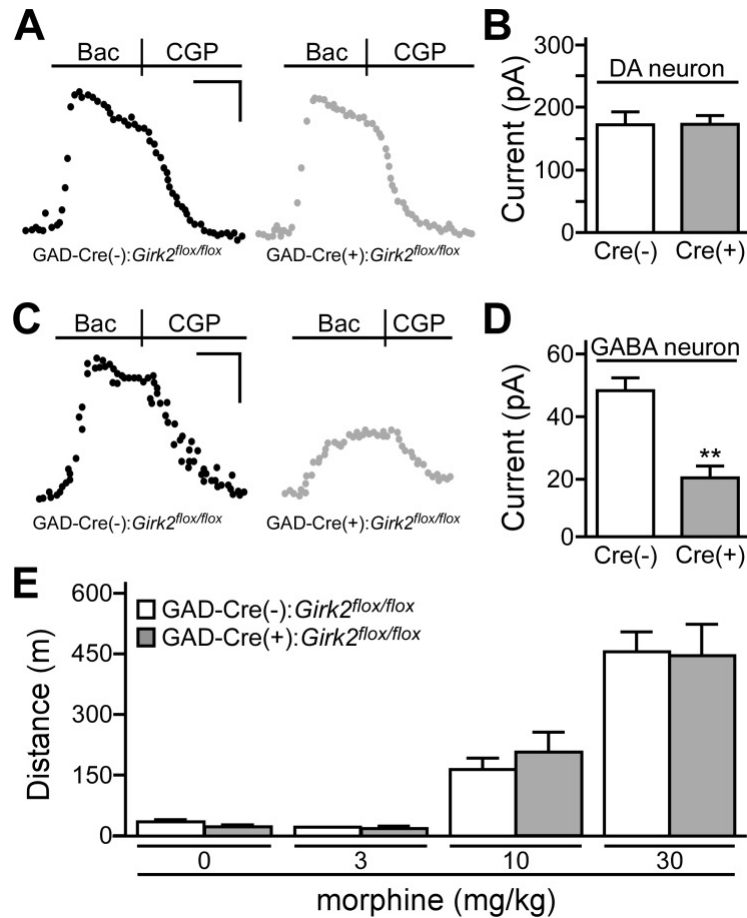 A
Bac CGP
Bac CGP
GAD-Cre(-):Girk2flox/flox
GAD-Cre(+):Girk2flox/flox
B
Current (pA)
300
200
100
0
DA neuron
Cre(-) Cre(+)
C
Bac CGP
Bac CGP
GAD-Cre(-):Girk2flox/flox
GAD-Cre(+):Girk2flox/flox
D
Current (pA)
60
40
20
0
GABA neuron
**
Cre(-) Cre(+)
E
Distance (m)
600
450
300
150
0
GAD-Cre(-):Girk2flox/flox
GAD-Cre(+):Girk2flox/flox
0 3 10 30
morphine (mg/kg)